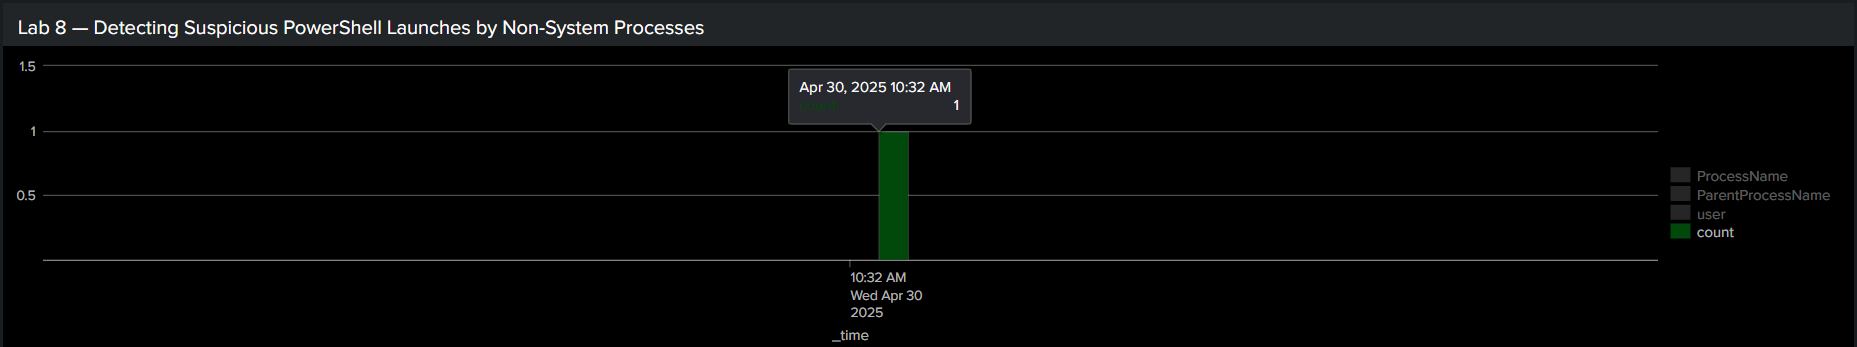 Lab 8 — Detecting Suspicious PowerShell Launches by Non-System Processes
1.5
1
0.5
Apr 30, 2025 10:32 AM
count 1
ProcessName
ParentProcessName
user
count
10:32 AM
Wed Apr 30
2025
_time